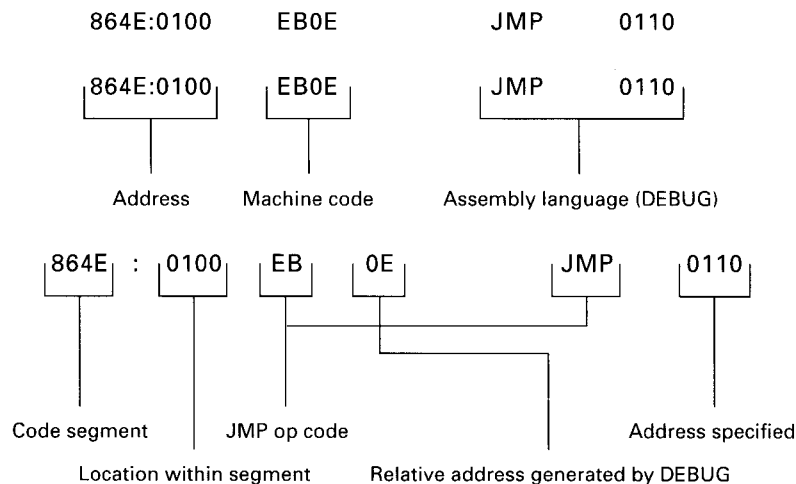 864E:0100 EB0E JMP 0110
864E:0100 EB0E JMP 0110
Address Machine code Assembly language (DEBUG)
864E : 0100 EB 0E JMP 0110
Code segment JMP op code Address specified
Location within segment Relative address generated by DEBUG